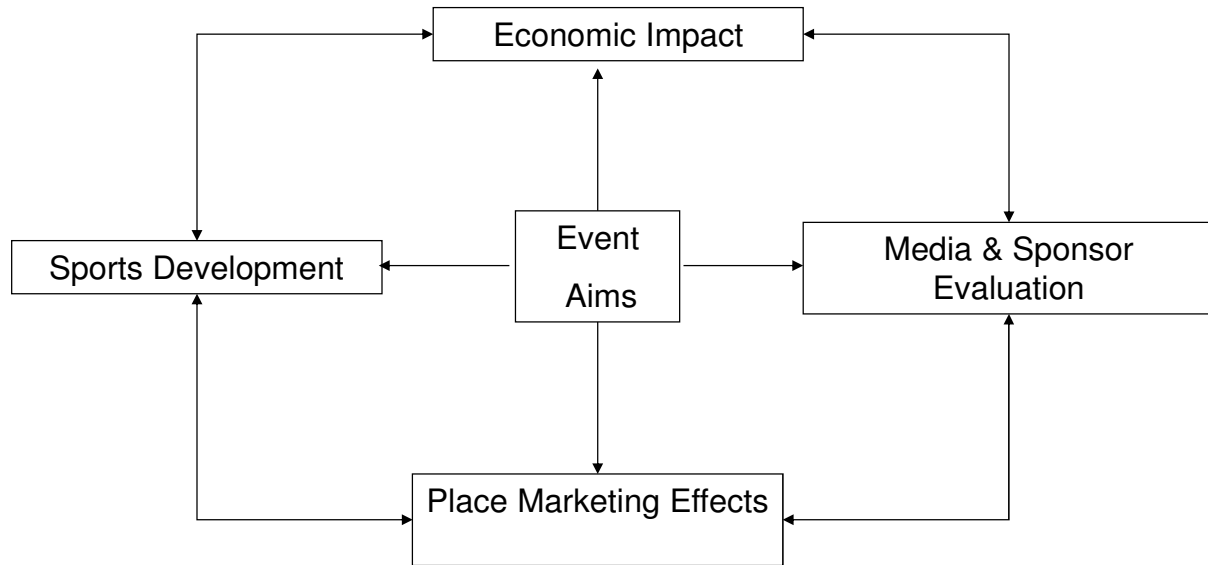 Economic Impact
Event
Aims
Sports Development
Media & Sponsor
Evaluation
Place Marketing Effects